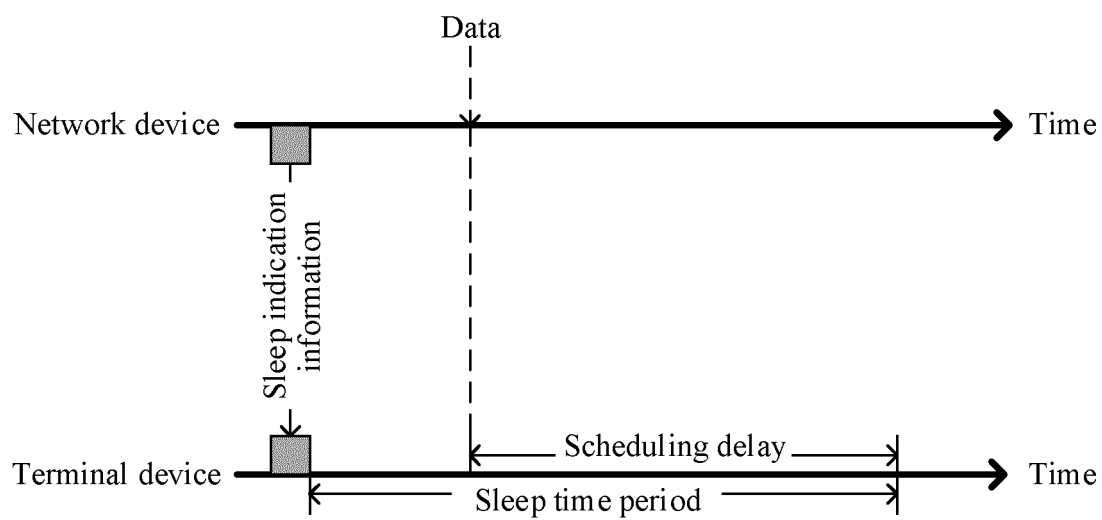 Data
Network device
Time
Sleep indication
information
Scheduling delay
Terminal device
Time
Sleep time period